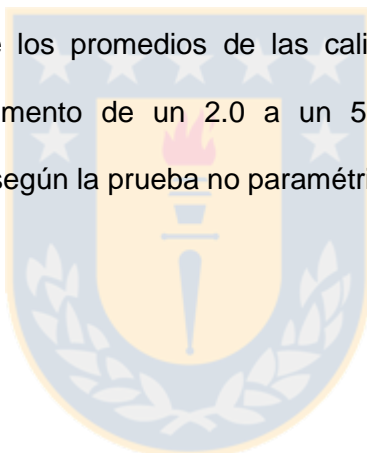 los promedios de las cali
mento de un 2.0 a un 5
según la prueba no paramétri